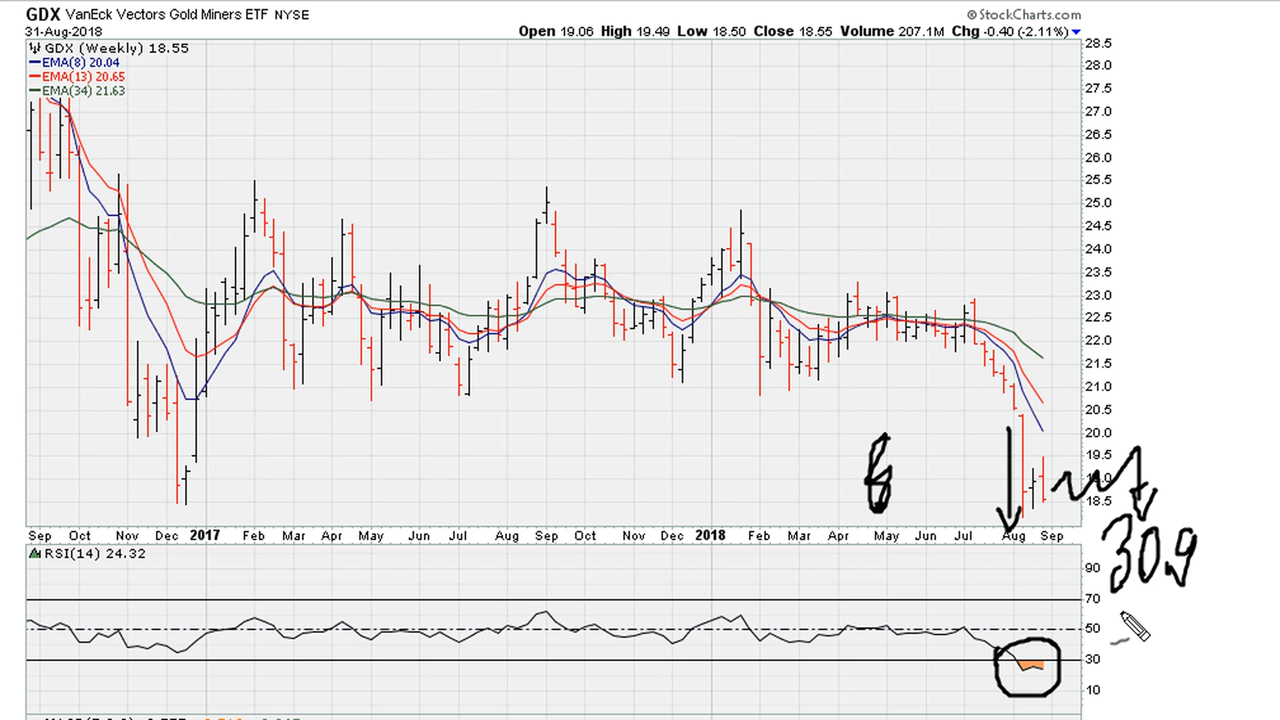 GDX VanEck Vectors Gold Miners ETF NYSE
© StockCharts.com
31-Aug-2018
Open 19.06 High 19.49 Low 18.50 Close 18.55 Volume 207.1M Chg -0.40 (-2.11%)
GDX (Weekly) 18.55
EMA(8) 20.04
EMA(13) 20.65
EMA(34) 21.63
28.5
28.0
27.5
27.0
26.5
26.0
25.5
25.0
24.5
24.0
23.5
23.0
22.5
22.0
21.5
21.0
20.5
20.0
19.5
18.5
30.9
Sep Oct Nov Dec 2017 Feb Mar Apr May Jun Jul Aug Sep Oct Nov Dec 2018 Feb Mar Apr May Jun Jul Aug Sep
RSI(14) 24.32
90
70
50
30
10